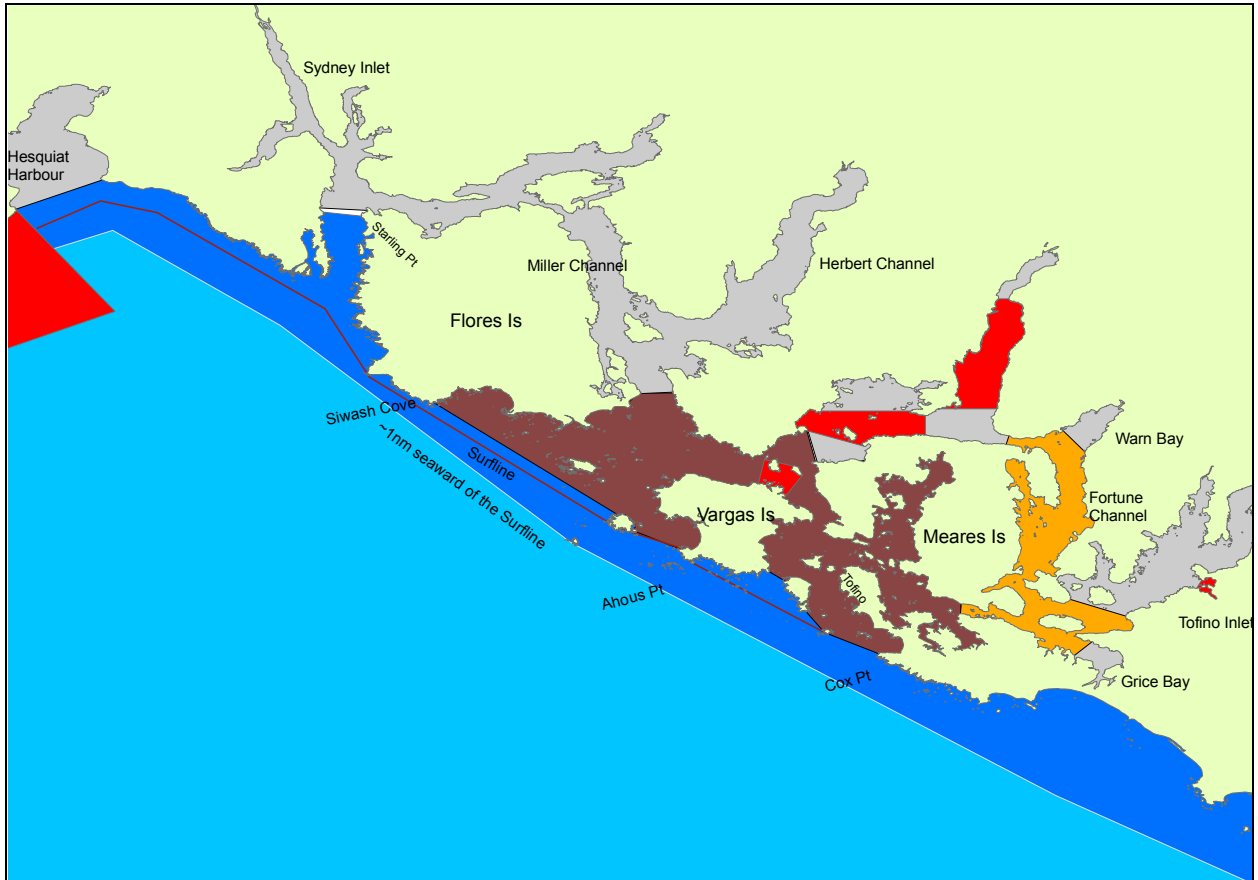 Sydney Inlet
Hesquiat
Harbour
Starling Pt
Miller Channel
Herbert Channel
Flores Is
Siwash Cove
Surfline
~1nm seaward of the Surfline
Warn Bay
Fortune
Channel
Vargas Is
Meares Is
Tofino
Ahous Pt
Tofino Inlet
Cox Pt
Grice Bay